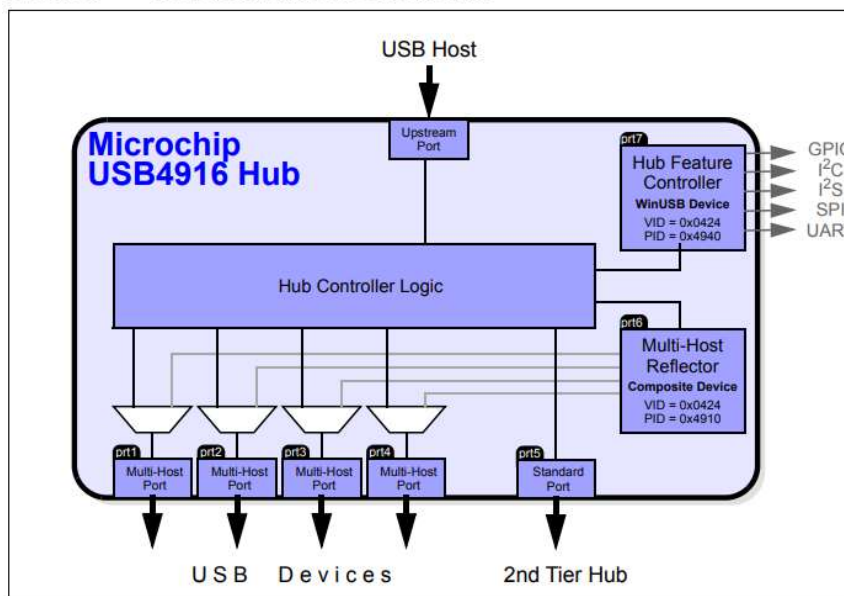 USB Host
Microchip
USB4916 Hub
Upstream
Port
prt7
Hub Feature
Controller
WinUSB Device
VID = 0x0424
PID = 0x4940
GPIO
I²C
I²S
SPI
UAR
Hub Controller Logic
prt6
Multi-Host
Reflector
Composite Device
VID = 0x0424
PID = 0x4910
prt1
Multi-Host
Port
prt2
Multi-Host
Port
prt3
Multi-Host
Port
prt4
Multi-Host
Port
prt5
Standard
Port
USB Devices
2nd Tier Hub